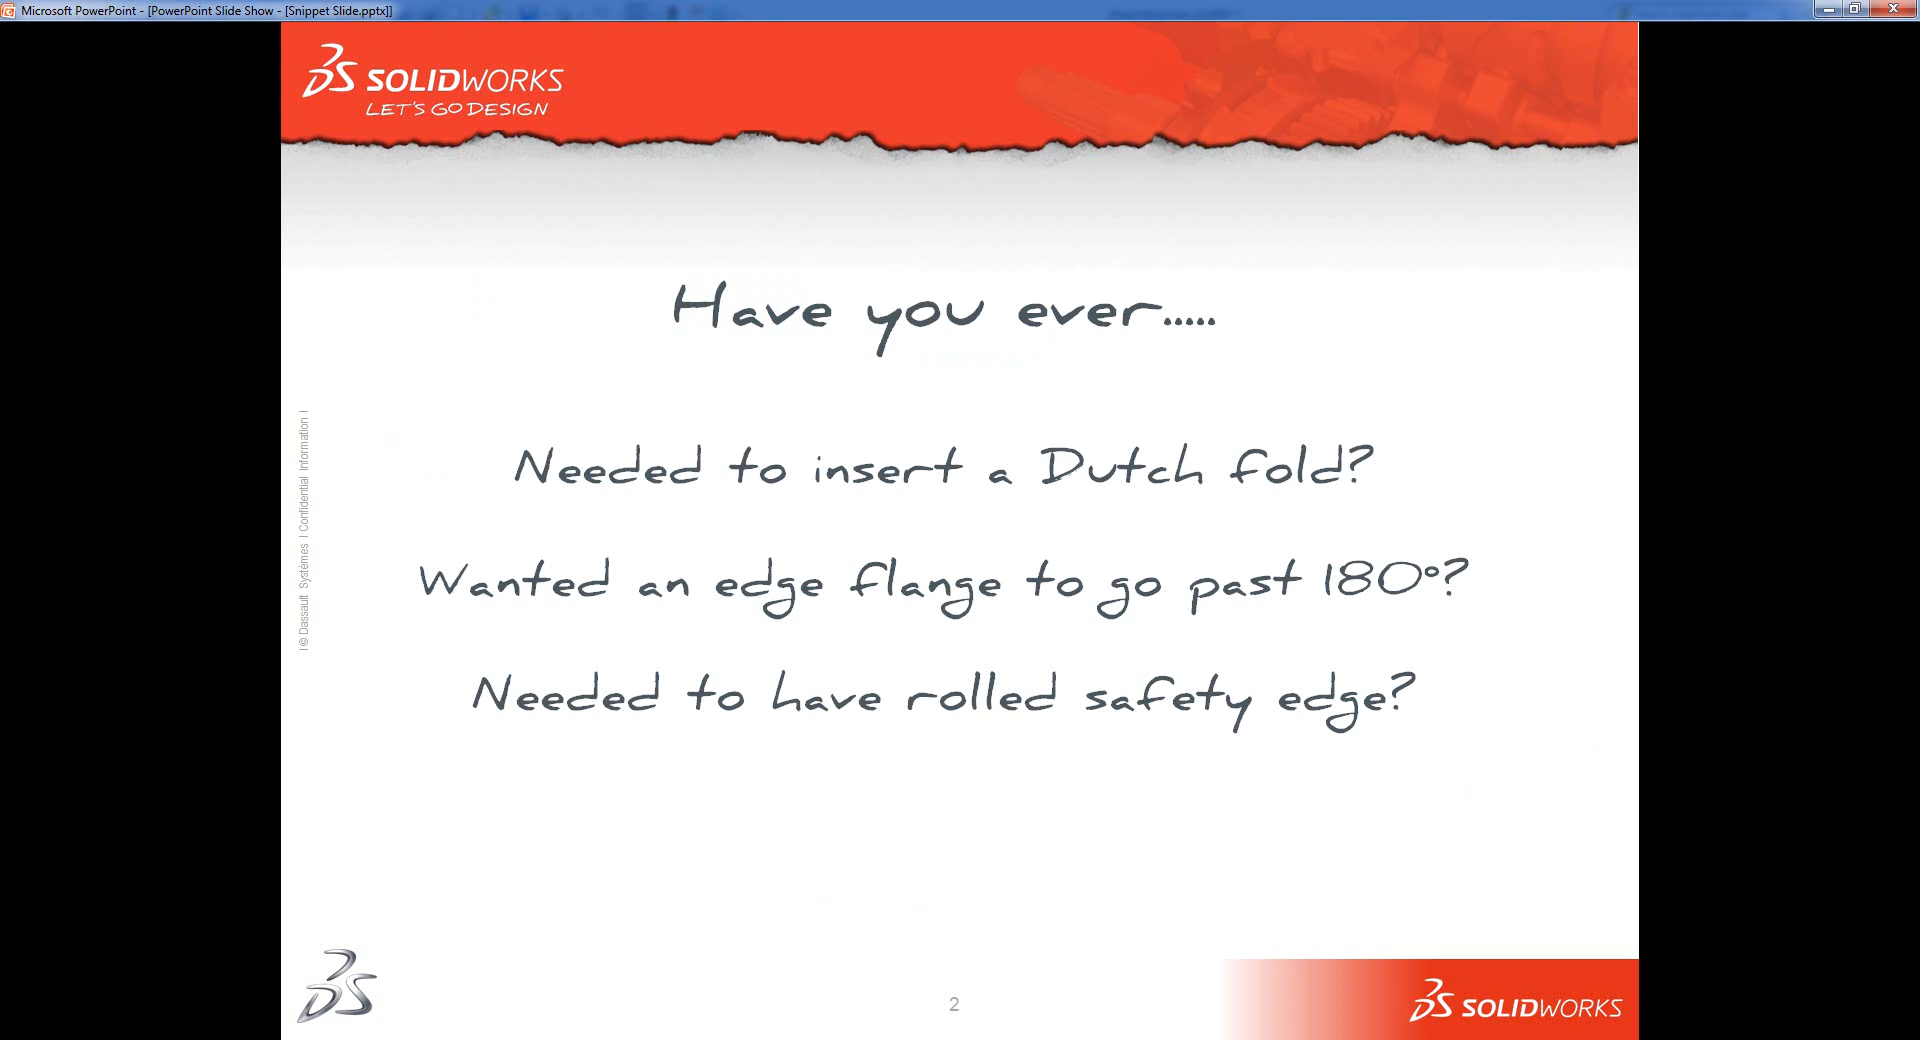 Microsoft PowerPoint - [PowerPoint Slide Show - [Snippet Slide.pptx]]
SOLIDWORKS
LET'S GO DESIGN
Have you ever.....
Needed to insert a Dutch fold?
Wanted an edge flange to go past 180°?
Needed to have rolled safety edge?
I © Dassault Systèmes I Confidential Information I
2
SOLIDWORKS